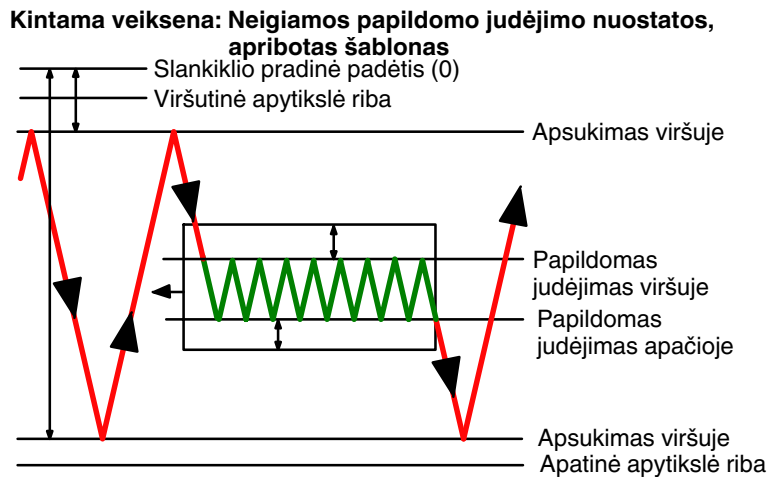 Kintama veiksena: Neigiamos papildomo judėjimo nuostatos,
apribotas šablonas
Slankiklio pradinė padėtis (0)
Viršutinė apytikslė riba
Apsukimas viršuje
Papildomas
judėjimas viršuje
Papildomas
judėjimas apačioje
Apsukimas viršuje
Apatinė apytikslė riba